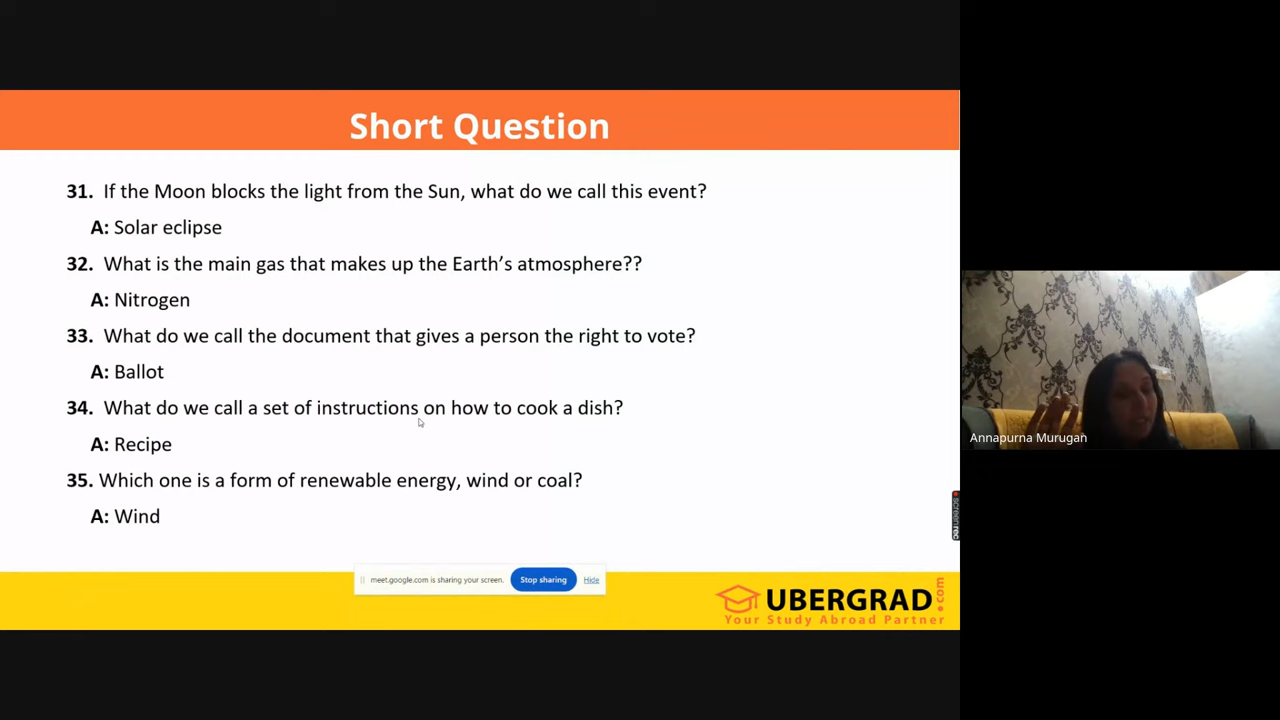 Short Question
31. If the Moon blocks the light from the Sun, what do we call this event?
A: Solar eclipse
32. What is the main gas that makes up the Earth’s atmosphere??
A: Nitrogen
33. What do we call the document that gives a person the right to vote?
A: Ballot
34. What do we call a set of instructions on how to cook a dish?
A: Recipe
35. Which one is a form of renewable energy, wind or coal?
A: Wind
meet.google.com is sharing your screen. Stop sharing Hide
UBERGRAD.com
Your Study Abroad Partner
Annapurna Murugan
screenrec